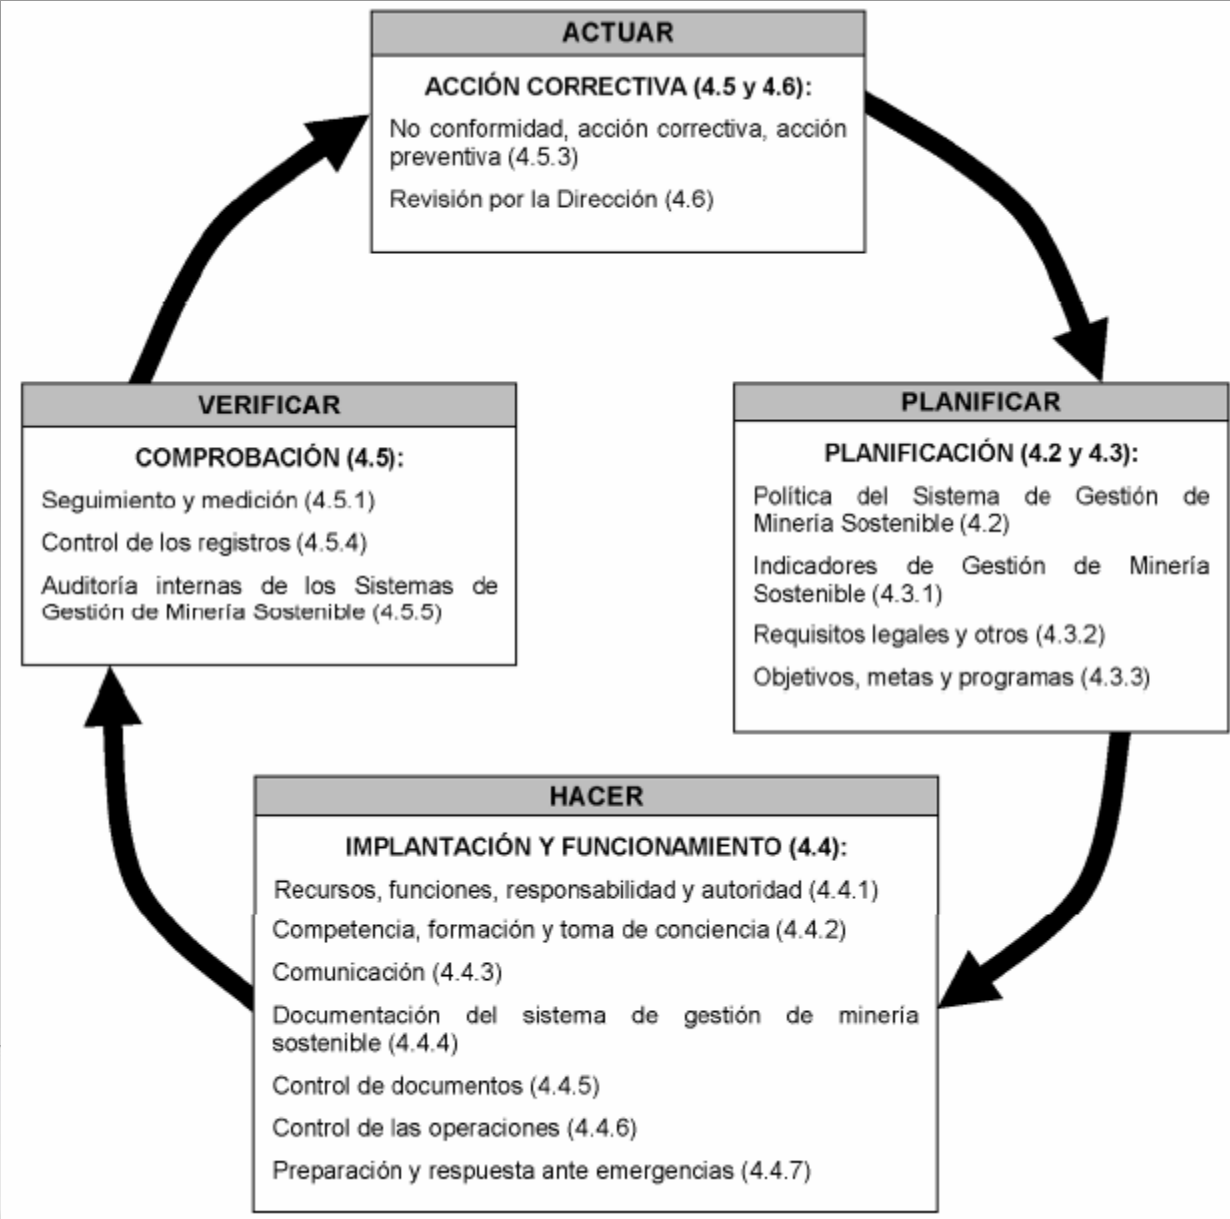 ACTUAR
ACCIÓN CORRECTIVA (4.5 y 4.6):
No conformidad, acción correctiva, acción
preventiva (4.5.3)
Revisión por la Dirección (4.6)
PLANIFICAR
PLANIFICACIÓN (4.2 y 4.3):
Política del Sistema de Gestión de
Minería Sostenible (4.2)
Indicadores de Gestión de Minería
Sostenible (4.3.1)
Requisitos legales y otros (4.3.2)
Objetivos, metas y programas (4.3.3)
HACER
IMPLANTACIÓN Y FUNCIONAMIENTO (4.4):
Recursos, funciones, responsabilidad y autoridad (4.4.1)
Competencia, formación y toma de conciencia (4.4.2)
Comunicación (4.4.3)
Documentación del sistema de gestión de minería
sostenible (4.4.4)
Control de documentos (4.4.5)
Control de las operaciones (4.4.6)
Preparación y respuesta ante emergencias (4.4.7)
VERIFICAR
COMPROBACIÓN (4.5):
Seguimiento y medición (4.5.1)
Control de los registros (4.5.4)
Auditoría internas de los Sistemas de
Gestión de Minería Sostenible (4.5.5)